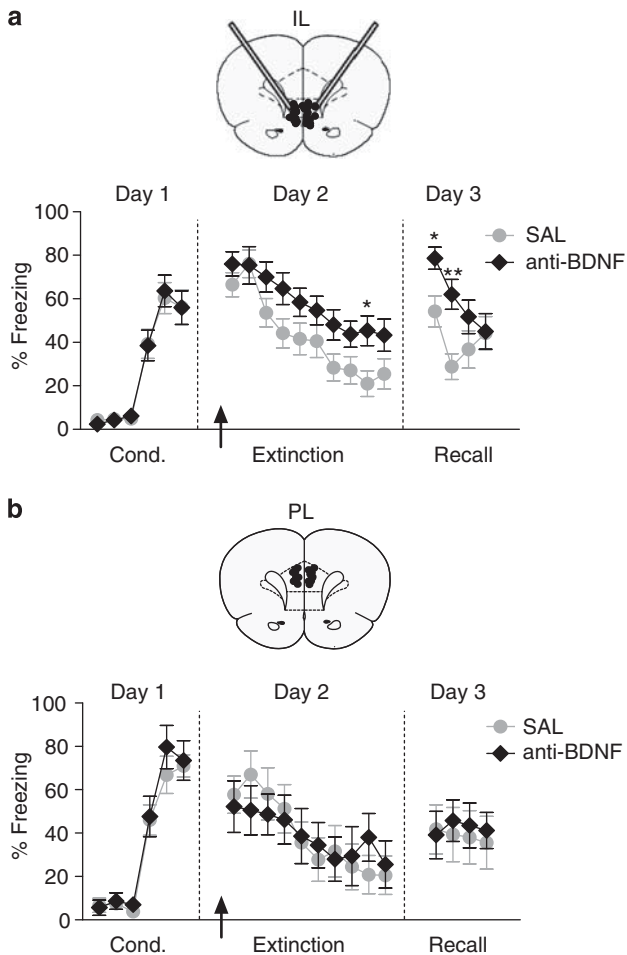 a
IL
Day 1 Day 2 Day 3
100
80
60
40
20
0
% Freezing
SAL
anti-BDNF
*
*
**
Cond. Extinction Recall
b
PL
Day 1 Day 2 Day 3
100
80
60
40
20
0
% Freezing
SAL
anti-BDNF
Cond. Extinction Recall